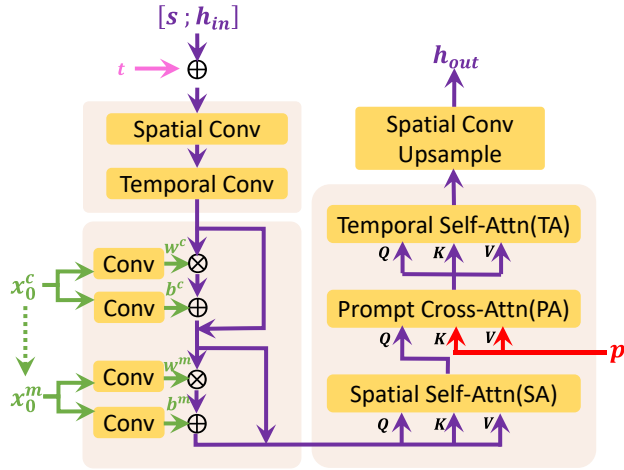 [s ; h_in]
t
⊕
Spatial Conv
Temporal Conv
Conv
w^c
⊗
x_0^c
Conv
b^c
⊕
Conv
w^m
⊗
x_0^m
Conv
b^m
⊕
h_out
Spatial Conv
Upsample
Temporal Self-Attn(TA)
Q K V
Prompt Cross-Attn(PA)
Q K V
p
Spatial Self-Attn(SA)
Q K V